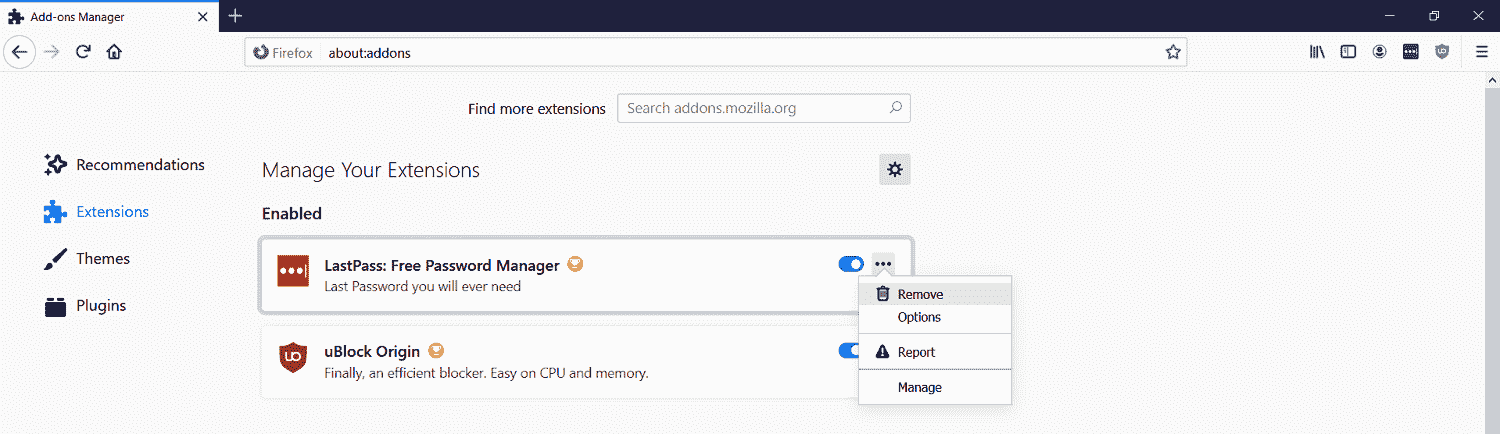 Add-ons Manager
Firefox about:addons
Find more extensions Search addons.mozilla.org
Recommendations
Extensions
Themes
Plugins
Manage Your Extensions
Enabled
LastPass: Free Password Manager
Last Password you will ever need
uBlock Origin
Finally, an efficient blocker. Easy on CPU and memory.
Remove
Options
Report
Manage